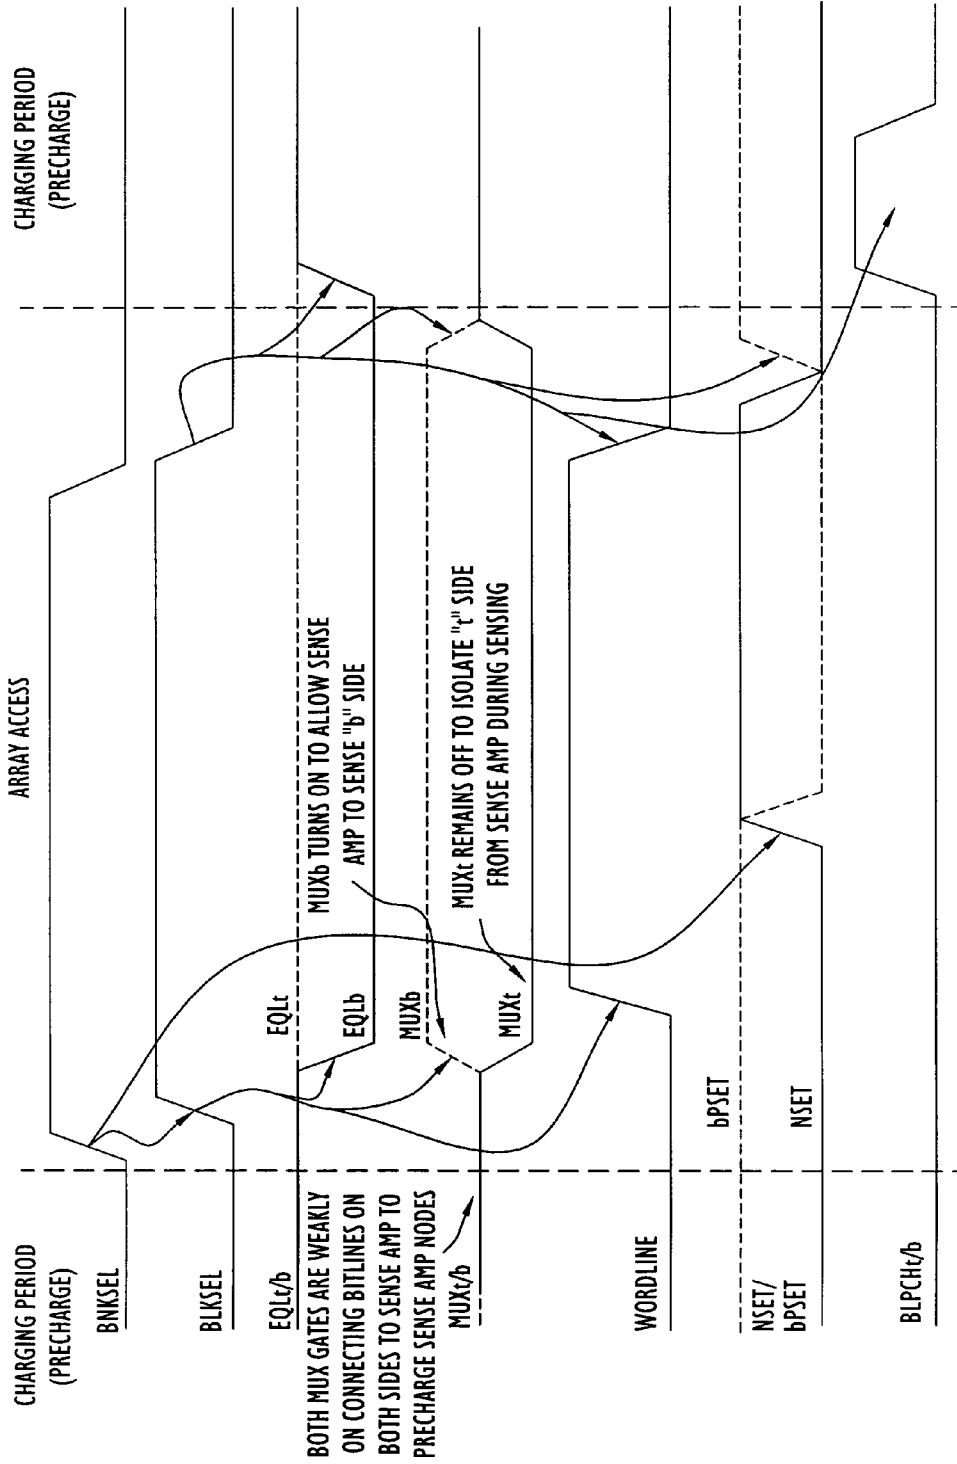 CHARGING PERIOD
(PRECHARGE)
ARRAY ACCESS
CHARGING PERIOD
(PRECHARGE)
BNKSEL
BLKSEL
EQLt/b
EQLt
EQLb
BOTH MUX GATES ARE WEAKLY
ON CONNECTING BITLINES ON
BOTH SIDES TO SENSE AMP TO
PRECHARGE SENSE AMP NODES
MUXb TURNS ON TO ALLOW SENSE
AMP TO SENSE "b" SIDE
MUXb
MUXt/b
MUXt
MUXt REMAINS OFF TO ISOLATE "t" SIDE
FROM SENSE AMP DURING SENSING
WORDLINE
bPSET
NSET/
bPSET
NSET
BLPCHt/b